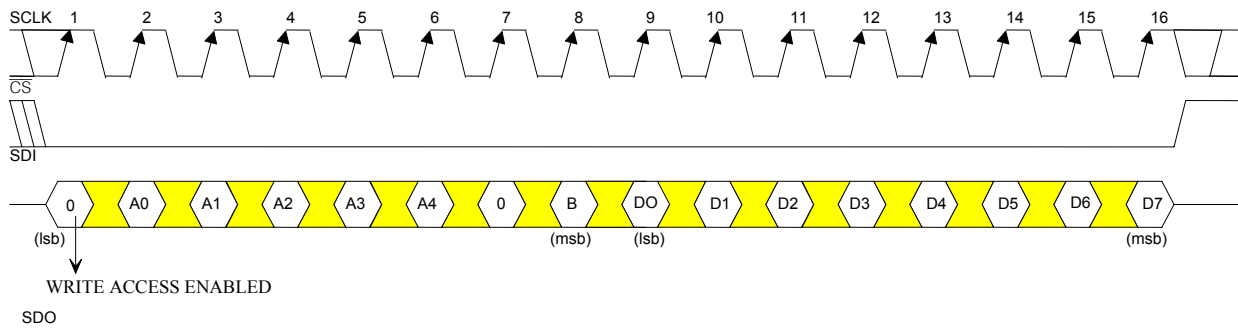 SCLK 1 2 3 4 5 6 7 8 9 10 11 12 13 14 15 16
CS
SDI
0 A0 A1 A2 A3 A4 0 B DO D1 D2 D3 D4 D5 D6 D7
(lsb) (msb) (lsb) (msb)
WRITE ACCESS ENABLED
SDO